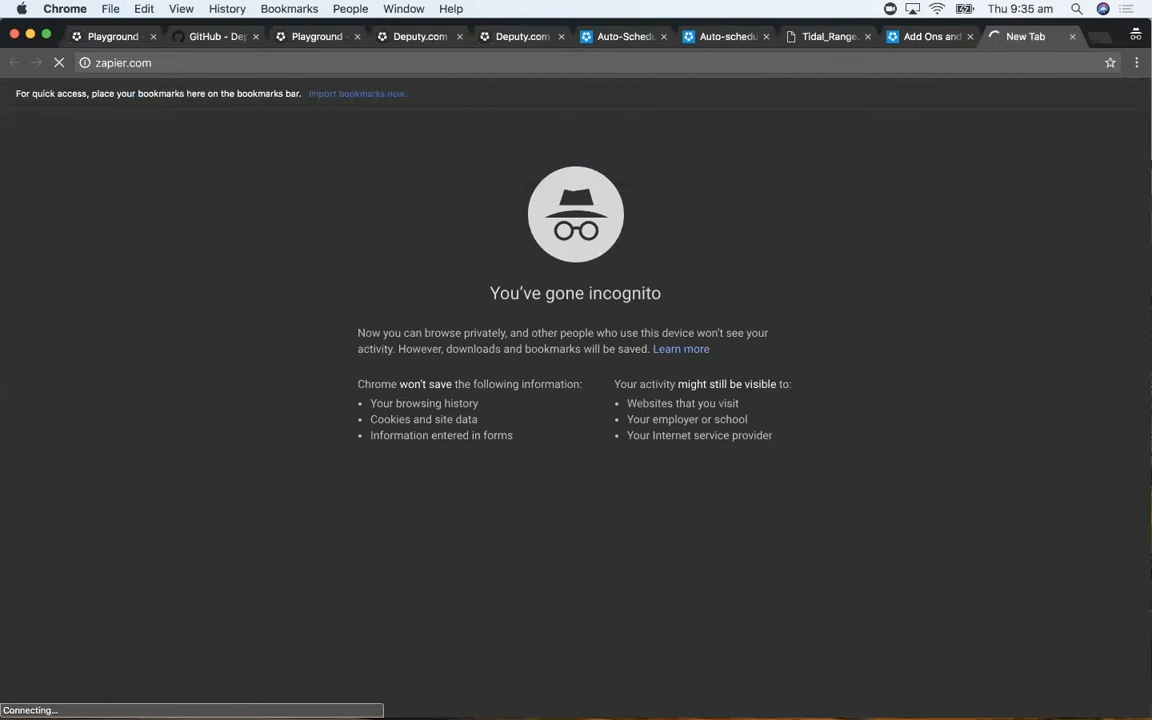 Chrome File Edit View History Bookmarks People Window Help Thu 9:35 am
Playground - GitHub - Dep Playground - Deputy.com Deputy.com Auto-Schedu Auto-schedu Tidal_Range. Add Ons and New Tab
zapier.com
For quick access, place your bookmarks here on the bookmarks bar. Import bookmarks now...
You've gone incognito
Now you can browse privately, and other people who use this device won't see your
activity. However, downloads and bookmarks will be saved. Learn more
Chrome won't save the following information:
• Your browsing history
• Cookies and site data
• Information entered in forms
Your activity might still be visible to:
• Websites that you visit
• Your employer or school
• Your Internet service provider
Connecting...